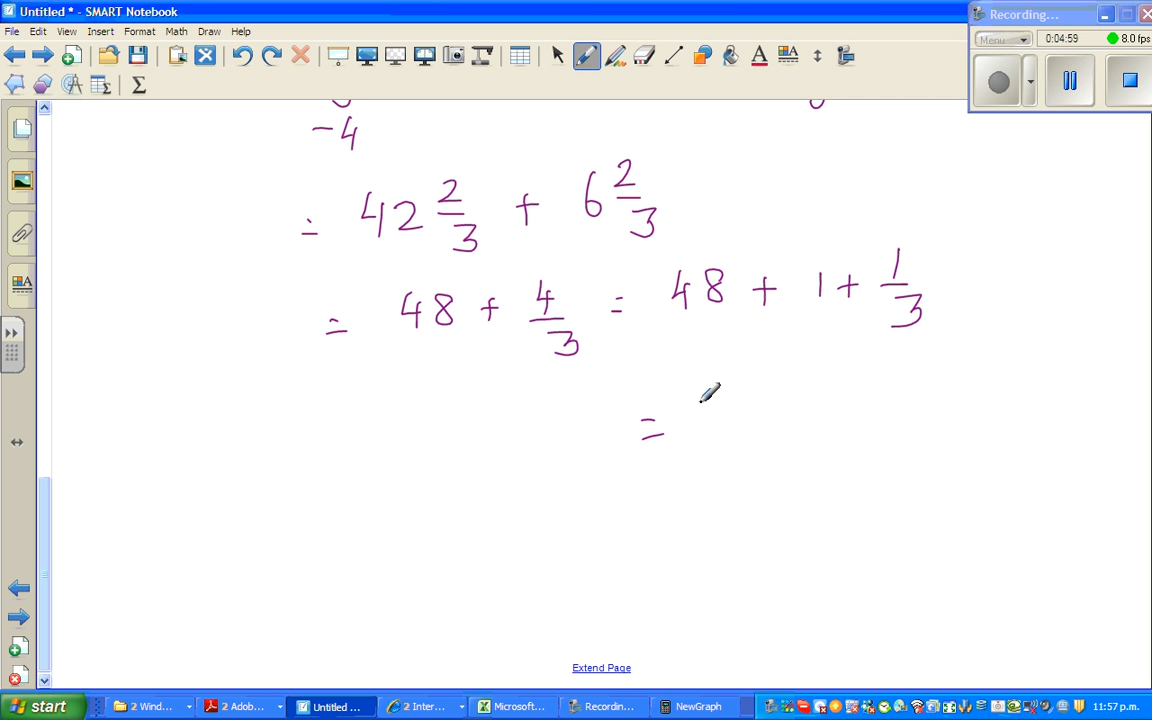 Untitled * - SMART Notebook
Recording...
File Edit View Insert Format Math Draw Help
Menu 0:04:59 8.0 fps
−4
= 42 2/3 + 6 2/3
= 48 + 4/3 = 48 + 1 + 1/3
=
Extend Page
start 2 Wind... 2 Adob... Untitled ... 2 Inter... Microsoft... Recordin... NewGraph 11:57 p.m.